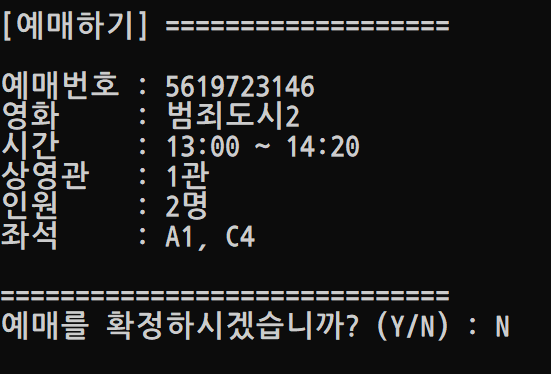 [예매하기] ===================
예매번호 : 5619723146
영화 : 범죄도시2
시간 : 13:00 ~ 14:20
상영관 : 1관
인원 : 2명
좌석 : A1, C4
==============================
예매를 확정하시겠습니까? (Y/N) : N